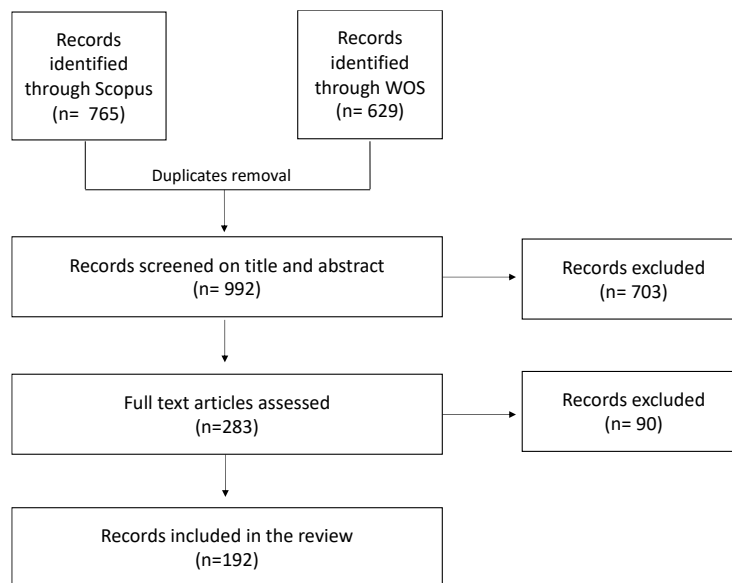 Records
identified
through Scopus
(n=  765)
Records
identified
through WOS
(n= 629)
Duplicates removal
Records screened on title and abstract
(n= 992)
Records excluded
(n= 703)
Full text articles assessed
(n=283)
Records excluded
(n= 90)
Records included in the review
(n=192)